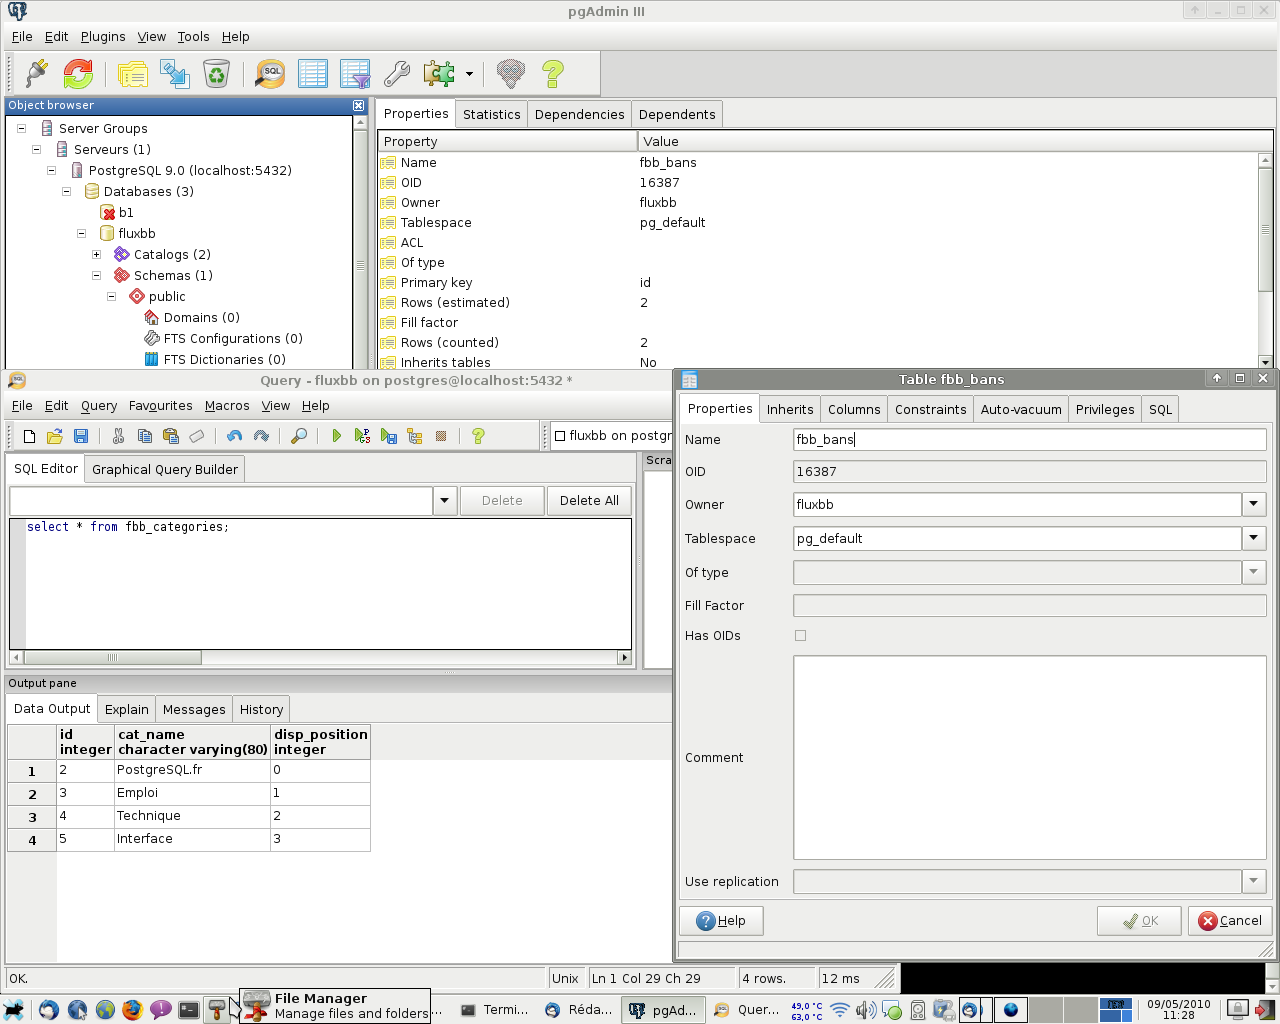 pgAdmin III
File Edit Plugins View Tools Help
SQL
Object browser
Server Groups
Serveurs (1)
PostgreSQL 9.0 (localhost:5432)
Databases (3)
b1
fluxbb
Catalogs (2)
Schemas (1)
public
Domains (0)
FTS Configurations (0)
FTS Dictionaries (0)
Properties Statistics Dependencies Dependents
Property Value
Name fbb_bans
OID 16387
Owner fluxbb
Tablespace pg_default
ACL
Of type
Primary key id
Rows (estimated) 2
Fill factor
Rows (counted) 2
Inherits tables No
Query - fluxbb on postgres@localhost:5432 *
File Edit Query Favourites Macros View Help
fluxbb on postgr
SQL Editor Graphical Query Builder
Scra
Delete Delete All
select * from fbb_categories;
Output pane
Data Output Explain Messages History
id cat_name disp_position
integer character varying(80) integer
1 2 PostgreSQL.fr 0
2 3 Emploi 1
3 4 Technique 2
4 5 Interface 3
OK. Unix Ln 1 Col 29 Ch 29 4 rows. 12 ms
Table fbb_bans
Properties Inherits Columns Constraints Auto-vacuum Privileges SQL
Name fbb_bans
OID 16387
Owner fluxbb
Tablespace pg_default
Of type
Fill Factor
Has OIDs
Comment
Use replication
Help OK Cancel
File Manager
Manage files and folders
... Termi... Réda... pgAd... Quer...
49,0 °C
63,0 °C
09/05/2010
11:28